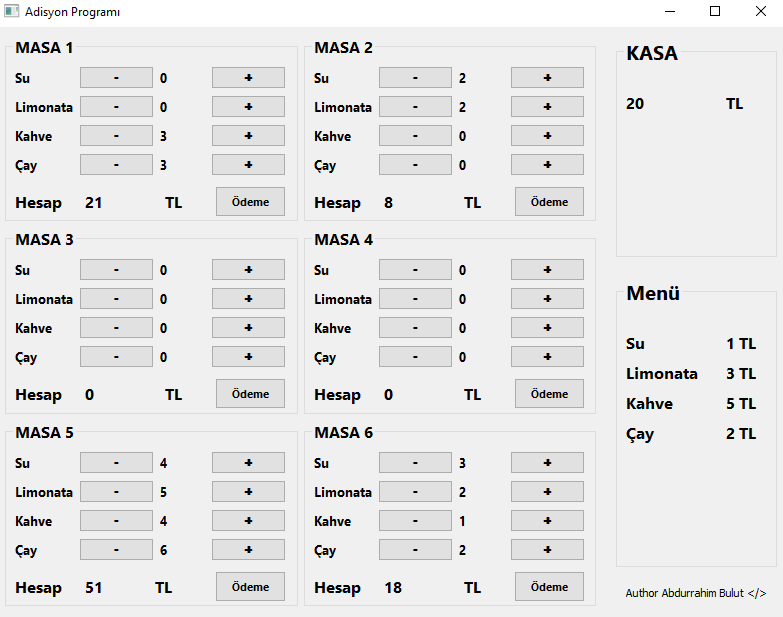 Adisyon Programı
MASA 1
Su - 0 +
Limonata - 0 +
Kahve - 3 +
Çay - 3 +
Hesap 21 TL Ödeme
MASA 2
Su - 2 +
Limonata - 2 +
Kahve - 0 +
Çay - 0 +
Hesap 8 TL Ödeme
MASA 3
Su - 0 +
Limonata - 0 +
Kahve - 0 +
Çay - 0 +
Hesap 0 TL Ödeme
MASA 4
Su - 0 +
Limonata - 0 +
Kahve - 0 +
Çay - 0 +
Hesap 0 TL Ödeme
MASA 5
Su - 4 +
Limonata - 5 +
Kahve - 4 +
Çay - 6 +
Hesap 51 TL Ödeme
MASA 6
Su - 3 +
Limonata - 2 +
Kahve - 1 +
Çay - 2 +
Hesap 18 TL Ödeme
KASA
20 TL
Menü
Su 1 TL
Limonata 3 TL
Kahve 5 TL
Çay 2 TL
Author Abdurrahim Bulut </>